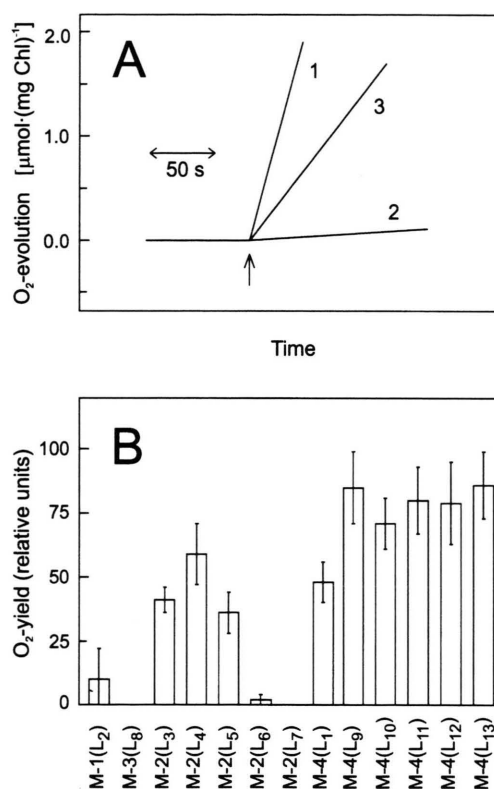 A
O₂-evolution [μmol·(mg Chl)⁻¹]
2.0
1.0
0.0
1
3
2
50 s
Time
B
O₂-yield (relative units)
100
75
50
25
0
M-1(L₂)
M-3(L₈)
M-2(L₃)
M-2(L₄)
M-2(L₅)
M-2(L₆)
M-2(L₇)
M-4(L₁)
M-4(L₉)
M-4(L₁₀)
M-4(L₁₁)
M-4(L₁₂)
M-4(L₁₃)